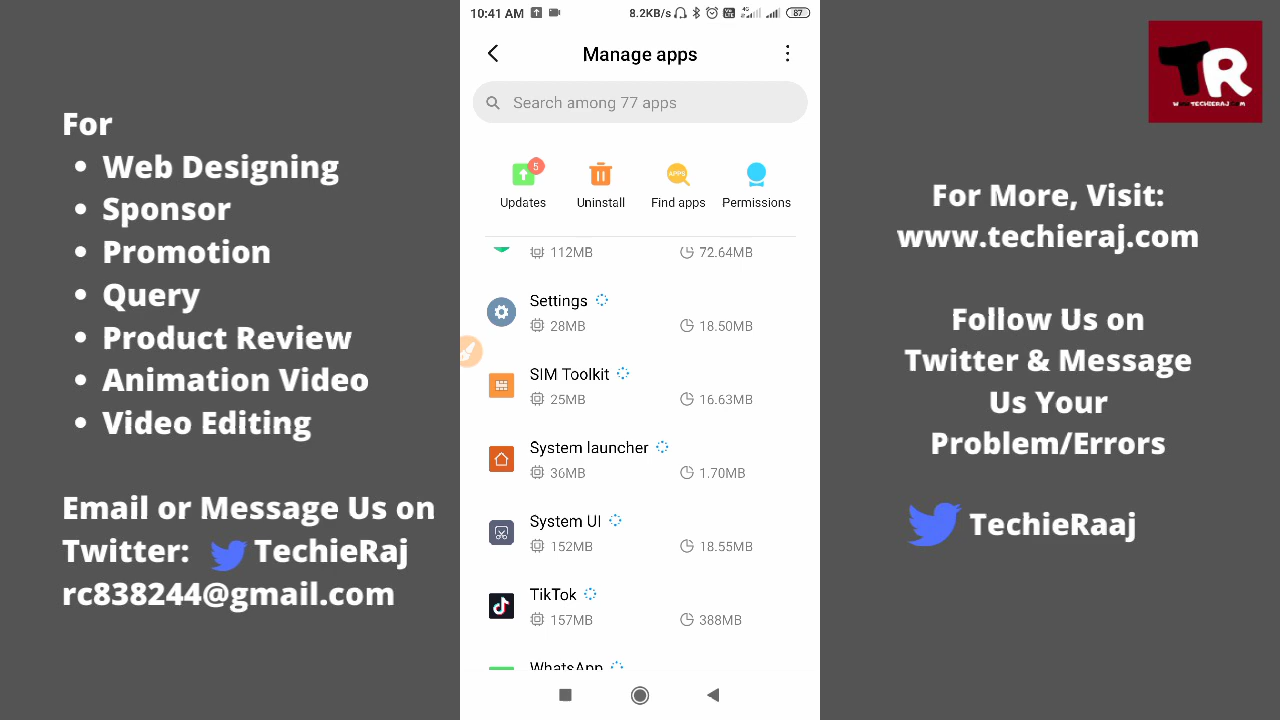 For
• Web Designing
• Sponsor
• Promotion
• Query
• Product Review
• Animation Video
• Video Editing
Email or Message Us on
Twitter: TechieRaj
rc838244@gmail.com
10:41 AM 8.2KB/s 4G 87
Manage apps
Search among 77 apps
5
APPS
Updates Uninstall Find apps Permissions
112MB 72.64MB
Settings
28MB 18.50MB
SIM Toolkit
25MB 16.63MB
System launcher
36MB 1.70MB
System UI
152MB 18.55MB
TikTok
157MB 388MB
WhatsApp
TR
WWW.TECHIERAJ.COM
For More, Visit:
www.techieraj.com
Follow Us on
Twitter & Message
Us Your
Problem/Errors
TechieRaaj